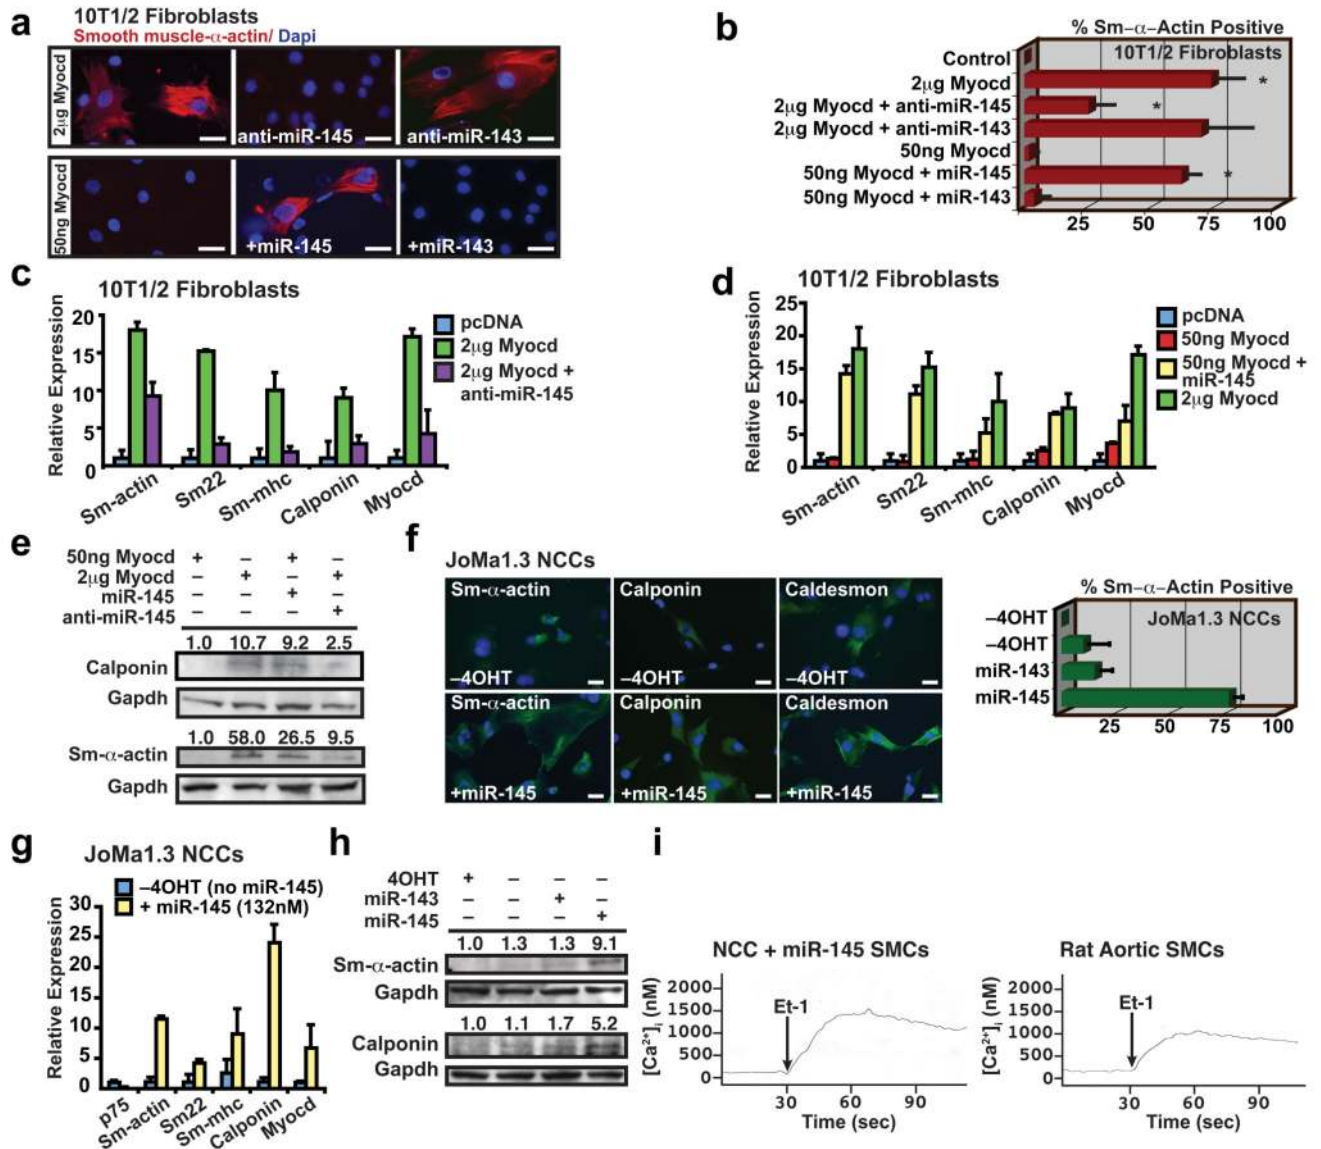 a
10T1/2 Fibroblasts
Smooth muscle-α-actin/ Dapi
2μg Myocd
anti-miR-145
anti-miR-143
50ng Myocd
+miR-145
+miR-143
b
% Sm-α-Actin Positive
10T1/2 Fibroblasts
Control
2μg Myocd
*
2μg Myocd + anti-miR-145
*
2μg Myocd + anti-miR-143
50ng Myocd
50ng Myocd + miR-145
*
50ng Myocd + miR-143
25 50 75 100
c
10T1/2 Fibroblasts
Relative Expression
20
15
10
5
0
pcDNA
2μg Myocd
2μg Myocd +
anti-miR-145
Sm-actin Sm22 Sm-mhc Calponin Myocd
d
10T1/2 Fibroblasts
Relative Expression
25
20
15
10
5
0
pcDNA
50ng Myocd
50ng Myocd +
miR-145
2μg Myocd
Sm-actin Sm22 Sm-mhc Calponin Myocd
e
50ng Myocd + – + –
2μg Myocd – + – +
miR-145 – – + –
anti-miR-145 – – – +
1.0 10.7 9.2 2.5
Calponin
Gapdh
1.0 58.0 26.5 9.5
Sm-α-actin
Gapdh
f
JoMa1.3 NCCs
Sm-α-actin Calponin Caldesmon
–4OHT –4OHT –4OHT
Sm-α-actin Calponin Caldesmon
+miR-145 +miR-145 +miR-145
% Sm-α-Actin Positive
JoMa1.3 NCCs
–4OHT
–4OHT
miR-143
miR-145
25 50 75 100
g
JoMa1.3 NCCs
–4OHT (no miR-145)
+ miR-145 (132nM)
Relative Expression
30
25
20
15
10
5
0
p75 Sm-actin Sm22 Sm-mhc Calponin Myocd
h
4OHT + – – –
miR-143 – – + –
miR-145 – – – +
1.0 1.3 1.3 9.1
Sm-α-actin
Gapdh
1.0 1.1 1.7 5.2
Calponin
Gapdh
i
NCC + miR-145 SMCs
[Ca²⁺]ᵢ (nM)
2000
1500
1000
500
0
Et-1
30 60 90
Time (sec)
Rat Aortic SMCs
[Ca²⁺]ᵢ (nM)
2000
1500
1000
500
0
Et-1
30 60 90
Time (sec)